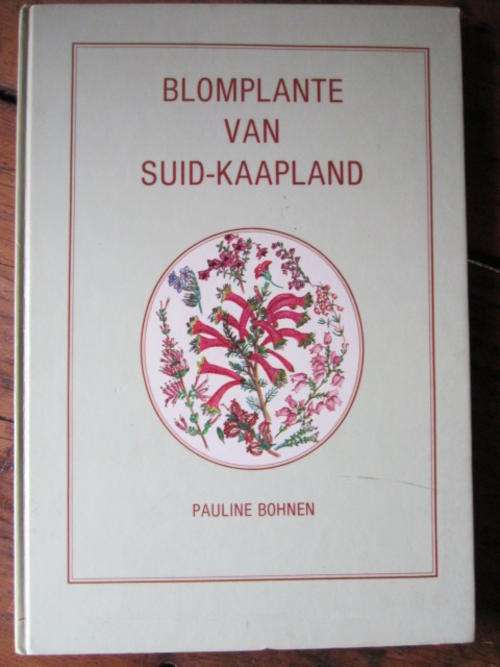 BLOMPLANTE
VAN
SUID-KAAPLAND
PAULINE BOHNEN